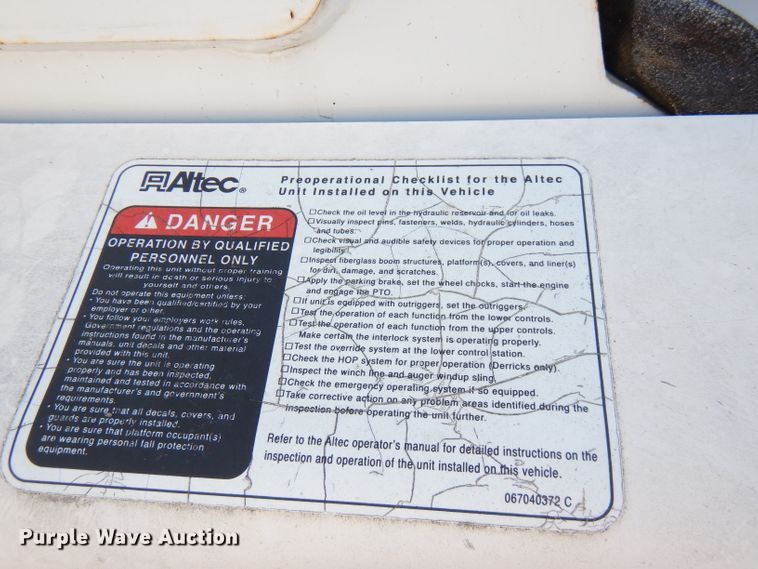 Altec®
Preoperational Checklist for the Altec
Unit Installed on this Vehicle
DANGER
OPERATION BY QUALIFIED
PERSONNEL ONLY
Operating this unit without proper training
will result in death or serious injury to
yourself and others.
Do not operate this equipment unless:
• You have been qualified/certified by your
employer or other.
• You follow your employers work rules,
Government regulations and the operating
instructions found in the manufacturer's
manuals, unit decals and other material
provided with this unit.
• You are sure the unit is operating
properly and has been inspected,
maintained and tested in accordance with
the manufacturer's and government's
requirements.
• You are sure that all decals, covers, and
guards are properly installed.
• You are sure that platform occupant(s)
are wearing personal fall protection
equipment.
☐Check the oil level in the hydraulic reservoir and for oil leaks.
☐Visually inspect pins, fasteners, welds, hydraulic cylinders, hoses
and tubes.
☐Check visual and audible safety devices for proper operation and
legibility.
☐Inspect fiberglass boom structures, platform(s), covers, and liner(s)
for dirt, damage, and scratches.
☐Apply the parking brake, set the wheel chocks, start the engine
and engage the PTO.
☐If unit is equipped with outriggers, set the outriggers.
☐Test the operation of each function from the lower controls.
☐Test the operation of each function from the upper controls.
Make certain the interlock system is operating properly.
☐Test the override system at the lower control station.
☐Check the HOP system for proper operation (Derricks only).
☐Inspect the winch line and auger windup sling.
☐Check the emergency operating system if so equipped.
☐Take corrective action on any problem areas identified during the
inspection before operating the unit further.
Refer to the Altec operator's manual for detailed instructions on the
inspection and operation of the unit installed on this vehicle.
067040372 C
Purple Wave Auction